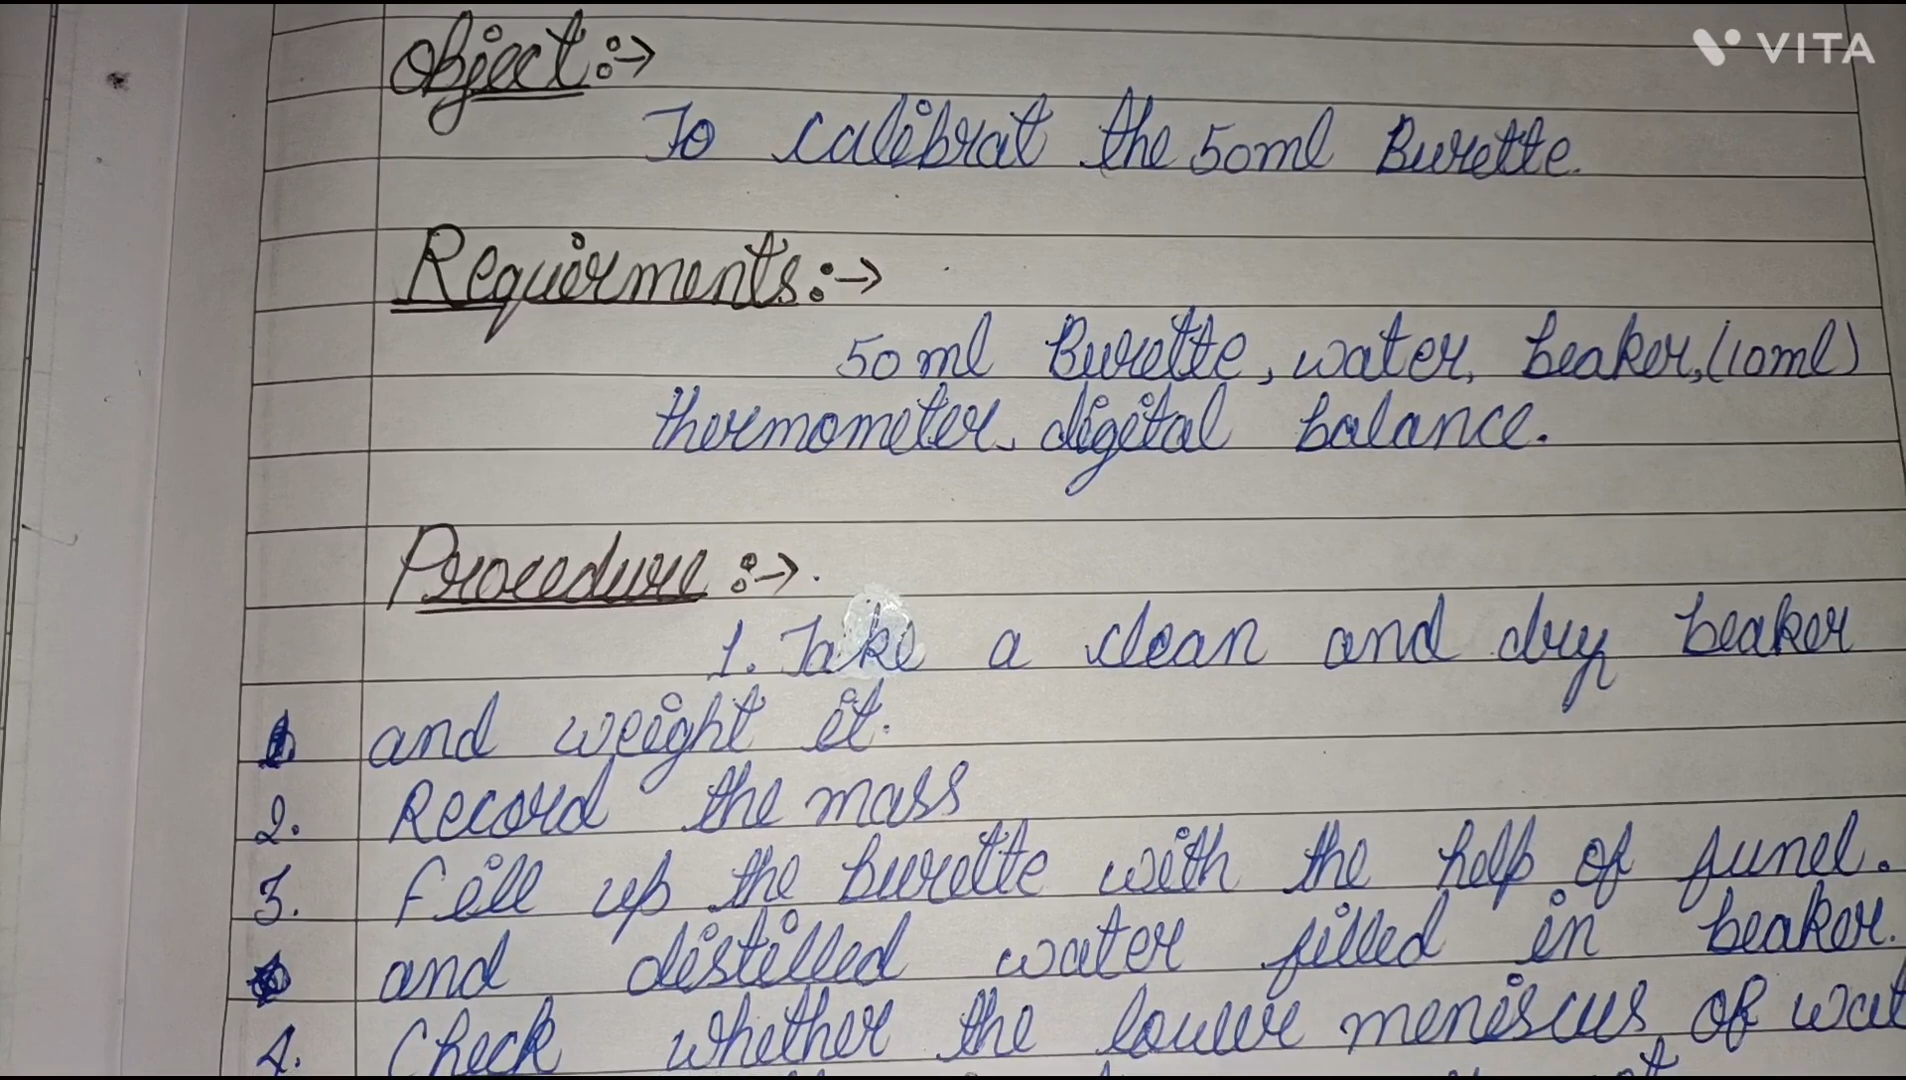 Object:→
VITA
To calibrat the 50ml Burette.
Requirments:→
50ml Burette, water, beaker,(10ml)
thermometer, digital balance.
Procedure:→.
1. Take a clean and dry beaker
and weight it.
2. Record the mass
3. Fill up the burette with the help of funel.
and distilled water filled in beaker.
4. Check whether the lower meniscus of wat